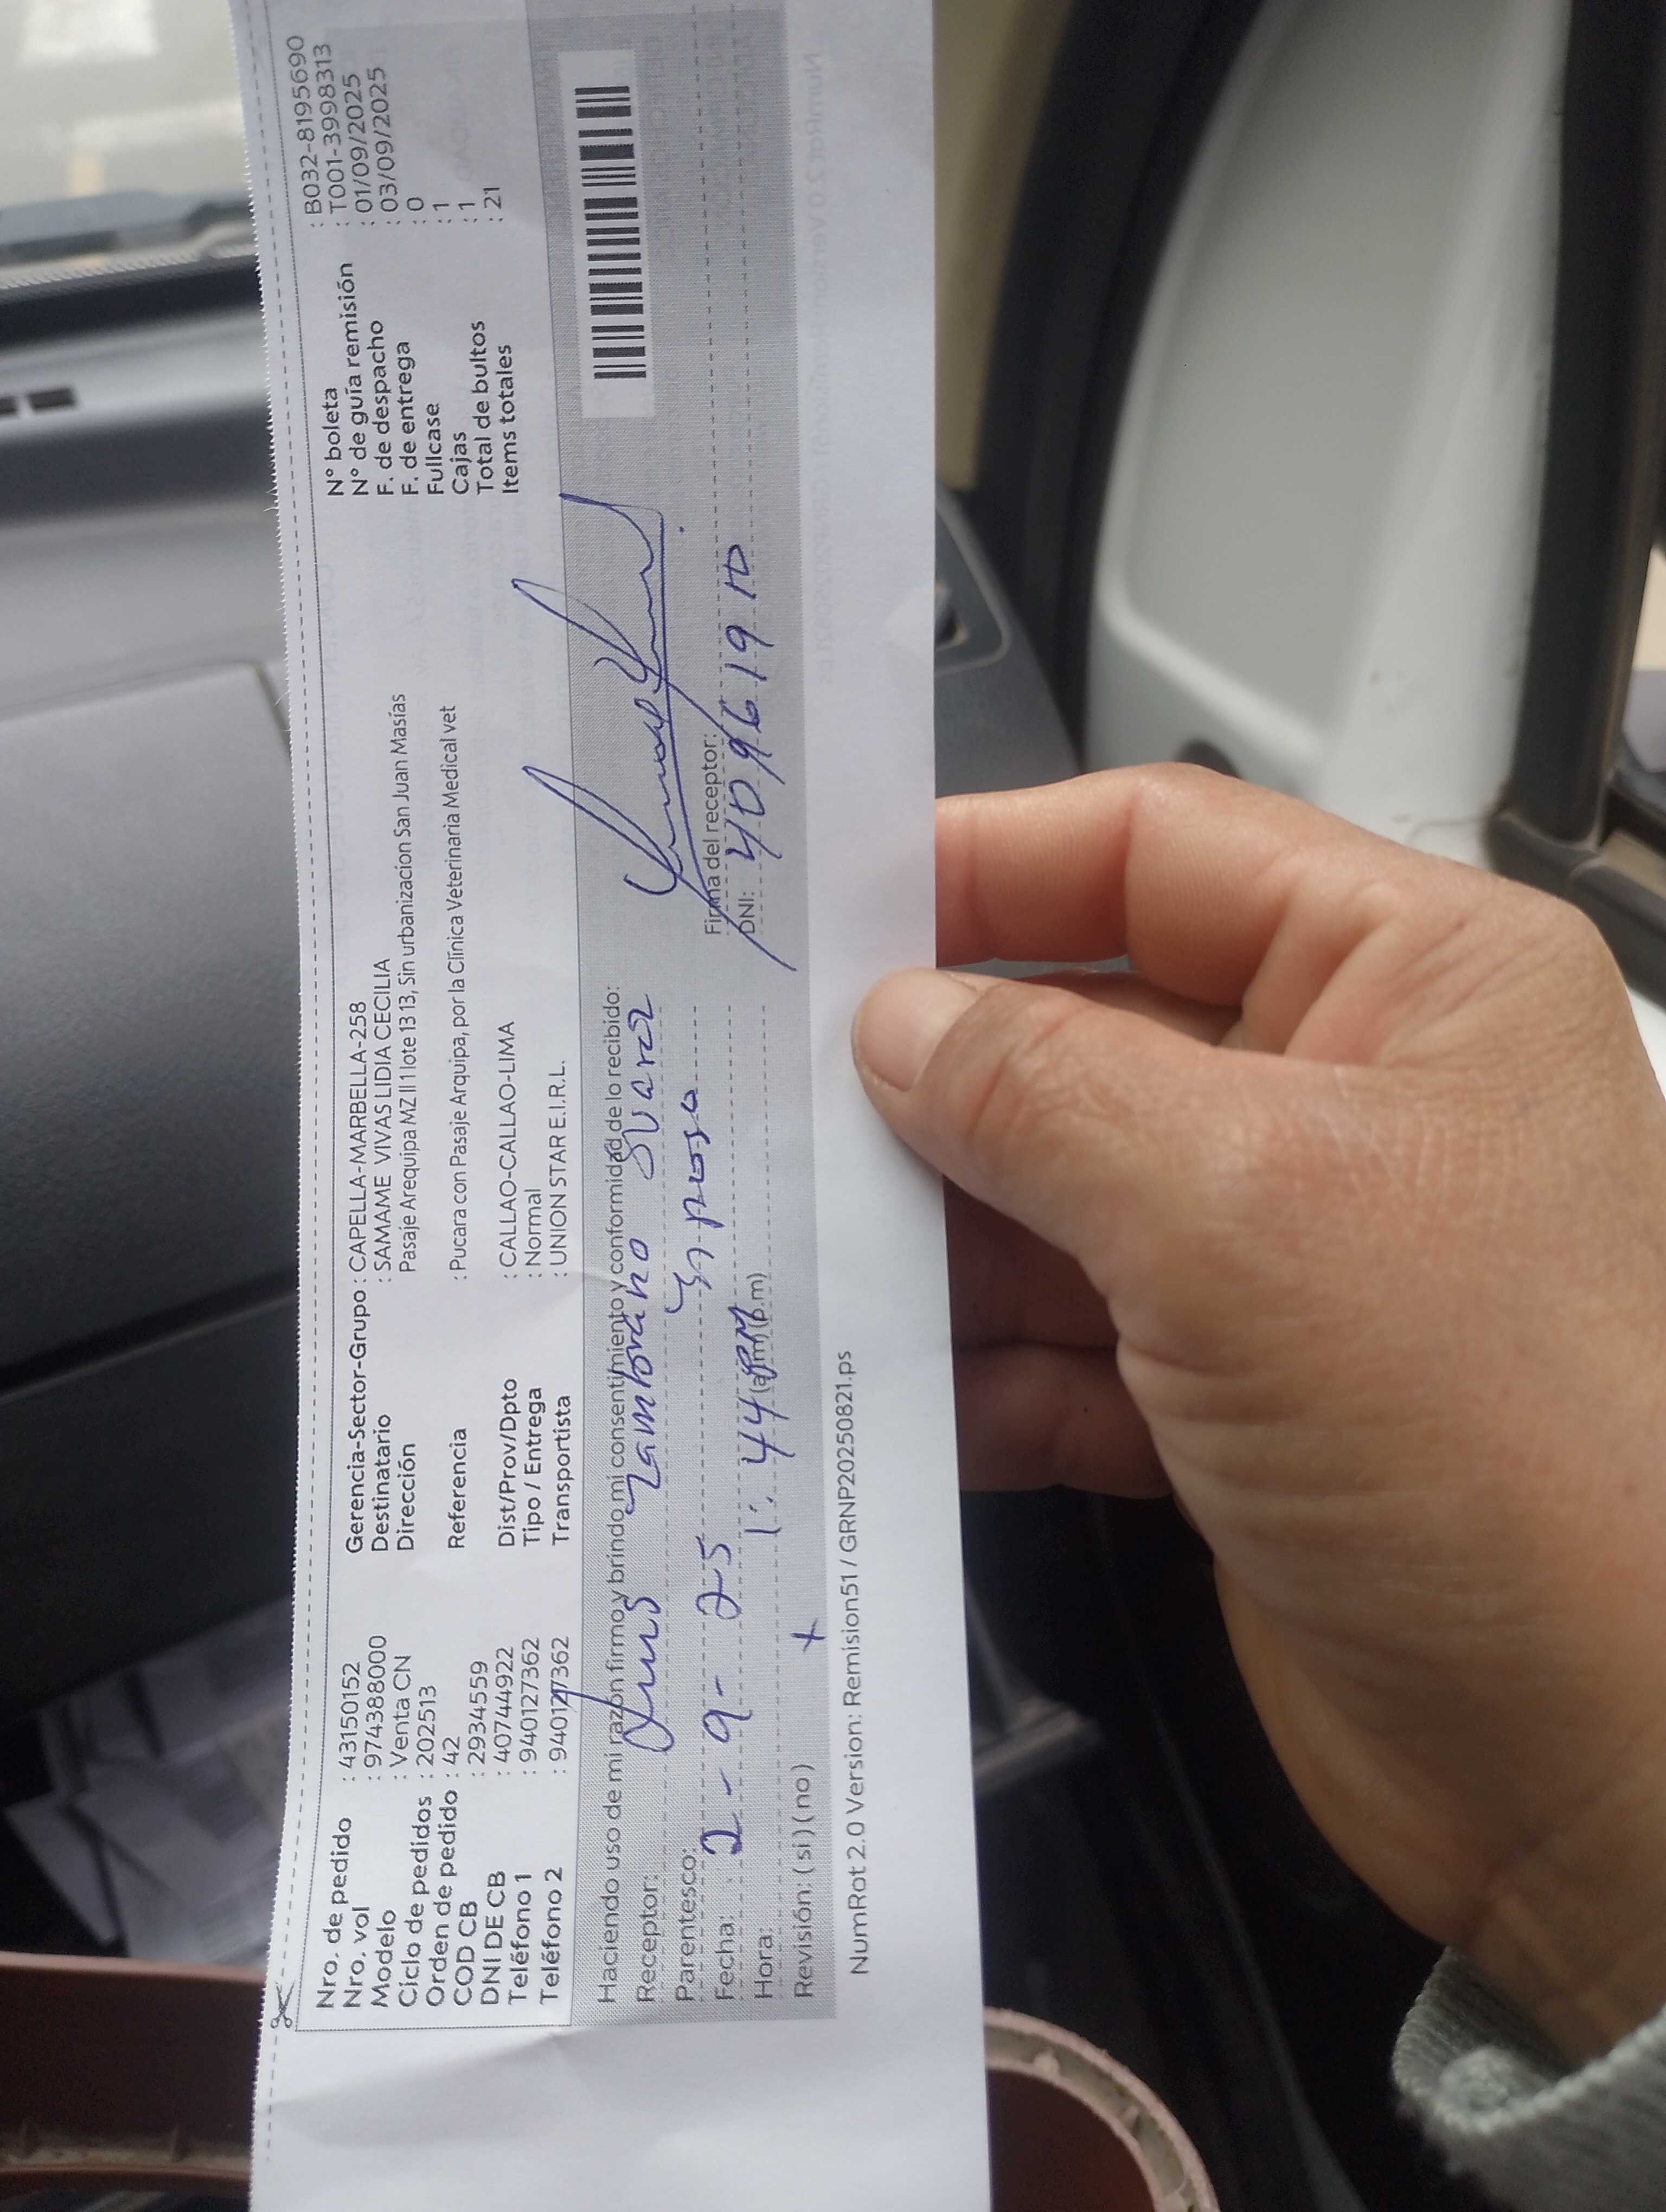 Nro. de pedido : 43150152
Nro. vol : 974388000
Modelo : Venta CN
Ciclo de pedidos : 202513
Orden de pedido : 42
COD CB : 2934559
DNI DE CB : 40744922
Teléfono 1 : 940127362
Teléfono 2 : 940127362
Gerencia-Sector-Grupo : CAPELLA-MARBELLA-258
Destinatario : SAMAME VIVAS LIDIA CECILIA
Dirección Pasaje Arequipa MZ ll 1 lote 13 13, Sin urbanizacion San Juan Masías
Referencia : Pucara con Pasaje Arquipa, por la Clínica Veterinaria Medical vet
Dist/Prov/Dpto : CALLAO-CALLAO-LIMA
Tipo / Entrega : Normal
Transportista : UNION STAR E.I.R.L.
N° boleta : B032-8195690
N° de guía remisión : T001-3998313
F. de despacho : 01/09/2025
F. de entrega : 03/09/2025
Fullcase : 0
Cajas : 1
Total de bultos : 1
Items totales : 21
Haciendo uso de mi razón firmo y brindo mi consentimiento y conformidad de lo recibido:
Receptor: Zambrano Suarez
Parentesco: Esposo
Fecha: 2-9-25
Hora: 1:44 PM (a.m) (p.m)
Revisión: (si) (no) x
Firma del receptor:
DNI: 40961910
NumRot 2.0 Version: Remision51 / GRNP20250821.ps